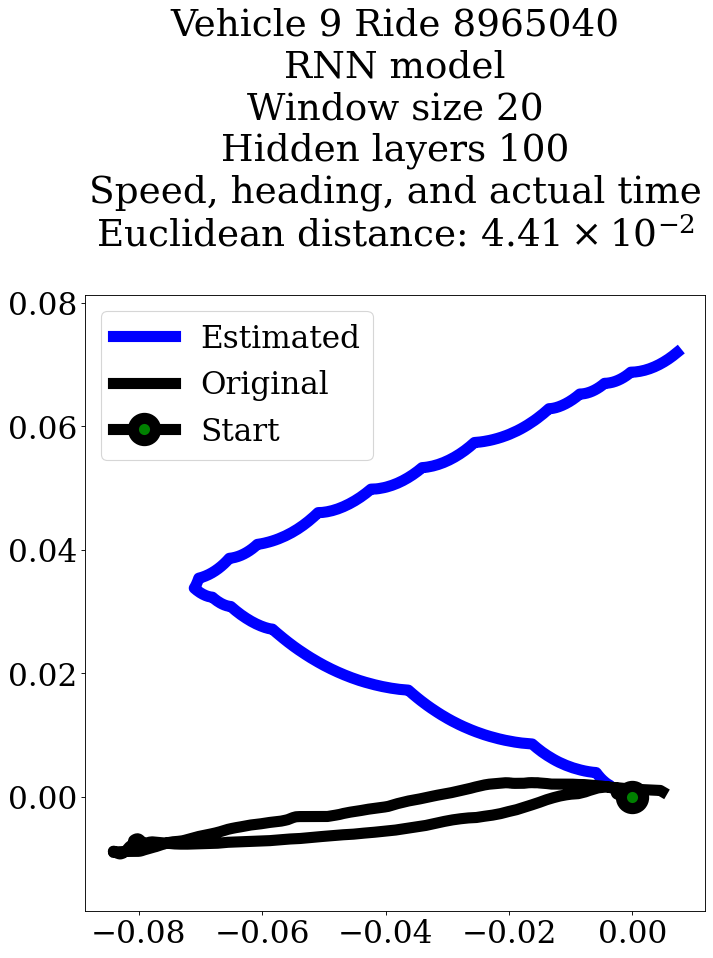 Vehicle 9 Ride 8965040
RNN model
Window size 20
Hidden layers 100
Speed, heading, and actual time
Euclidean distance: 4.41 × 10⁻²
0.08
Estimated
Original
Start
0.06
0.04
0.02
0.00
−0.08 −0.06 −0.04 −0.02 0.00